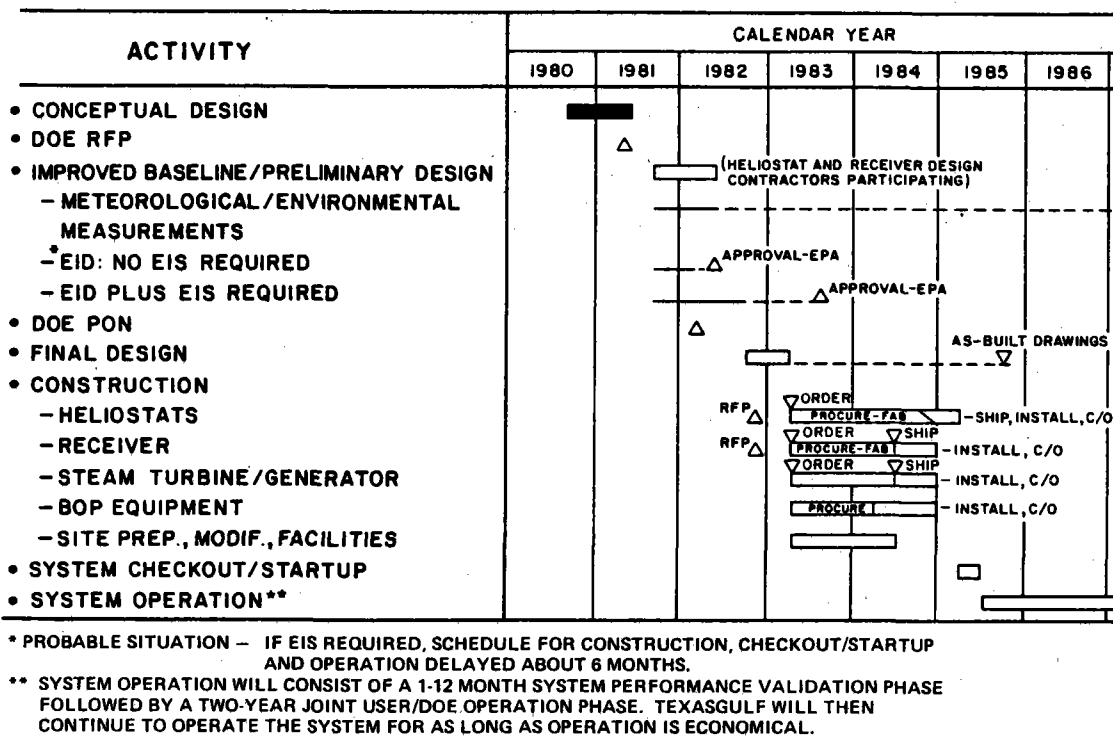 ACTIVITY
CALENDAR YEAR
1980 1981 1982 1983 1984 1985 1986
• CONCEPTUAL DESIGN
• DOE RFP
• IMPROVED BASELINE/PRELIMINARY DESIGN
(HELIOSTAT AND RECEIVER DESIGN
CONTRACTORS PARTICIPATING)
– METEOROLOGICAL/ENVIRONMENTAL
MEASUREMENTS
–*EID: NO EIS REQUIRED
APPROVAL-EPA
– EID PLUS EIS REQUIRED
APPROVAL-EPA
• DOE PON
• FINAL DESIGN
AS-BUILT DRAWINGS
• CONSTRUCTION
–HELIOSTATS
RFP
ORDER
PROCURE-FAB
–SHIP, INSTALL, C/O
–RECEIVER
RFP
ORDER
SHIP
PROCURE-FAB
–INSTALL, C/O
–STEAM TURBINE/GENERATOR
ORDER
SHIP
–INSTALL, C/O
–BOP EQUIPMENT
PROCURE
–INSTALL, C/O
–SITE PREP., MODIF., FACILITIES
• SYSTEM CHECKOUT/STARTUP
• SYSTEM OPERATION**
* PROBABLE SITUATION – IF EIS REQUIRED, SCHEDULE FOR CONSTRUCTION, CHECKOUT/STARTUP
AND OPERATION DELAYED ABOUT 6 MONTHS.
** SYSTEM OPERATION WILL CONSIST OF A 1-12 MONTH SYSTEM PERFORMANCE VALIDATION PHASE
FOLLOWED BY A TWO-YEAR JOINT USER/DOE OPERATION PHASE. TEXASGULF WILL THEN
CONTINUE TO OPERATE THE SYSTEM FOR AS LONG AS OPERATION IS ECONOMICAL.